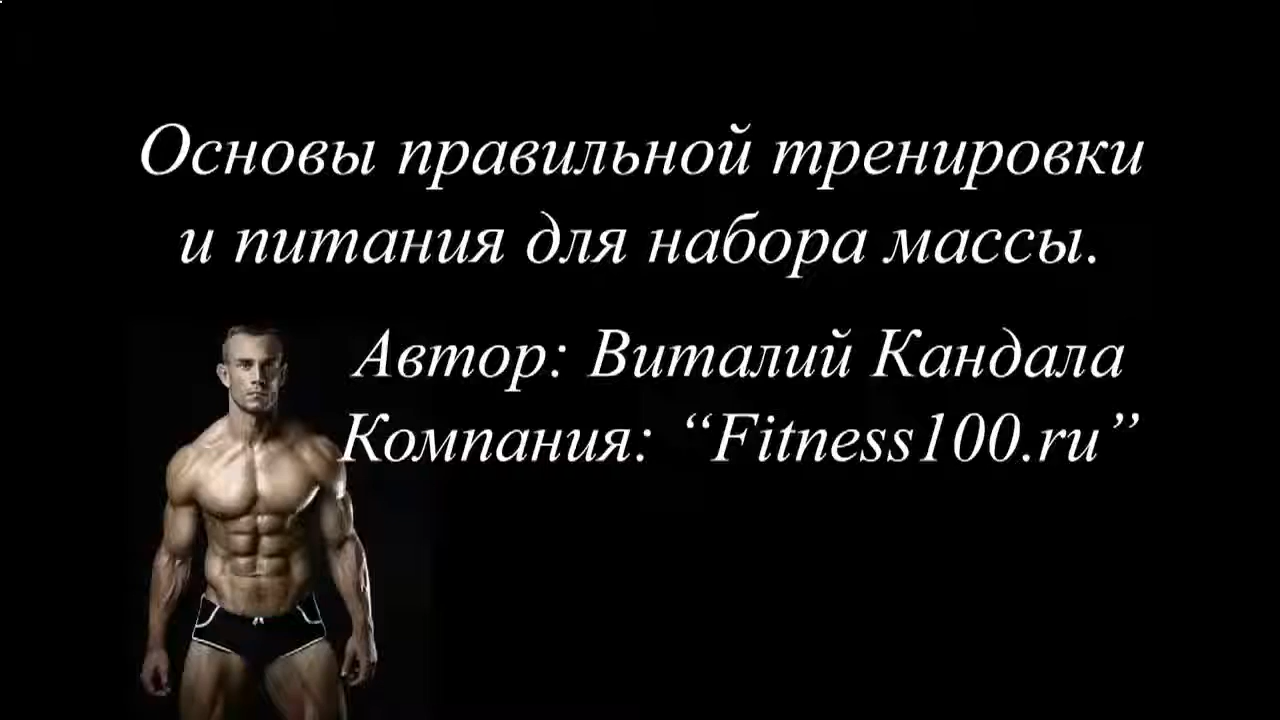 Основы правильной тренировки
и питания для набора массы.
Автор: Виталий Кандала
Компания: “Fitness100.ru”